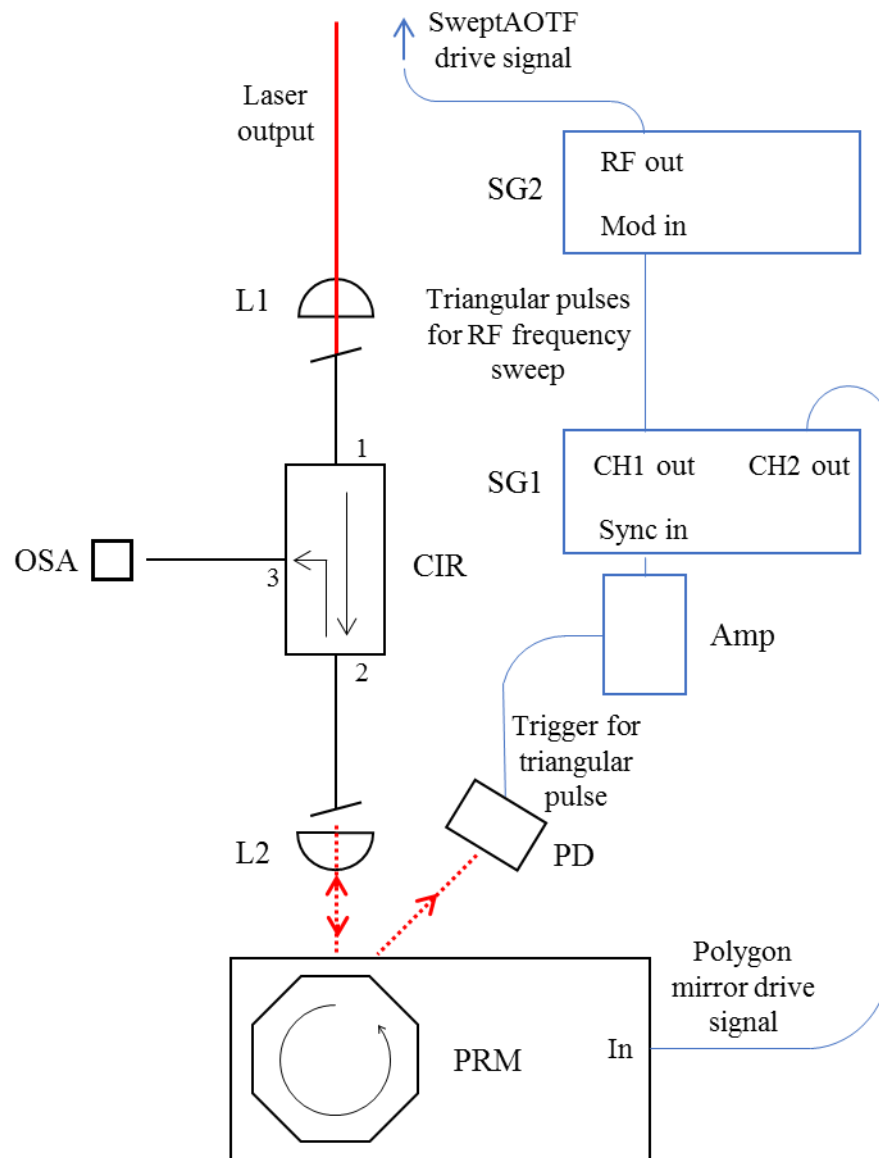 SweptAOTF
drive signal
Laser
output
RF out
SG2
Mod in
L1
Triangular pulses
for RF frequency
sweep
1
CH1 out
CH2 out
SG1
Sync in
OSA
3
CIR
Amp
2
Trigger for
triangular
pulse
L2
PD
Polygon
mirror drive
signal
In
PRM